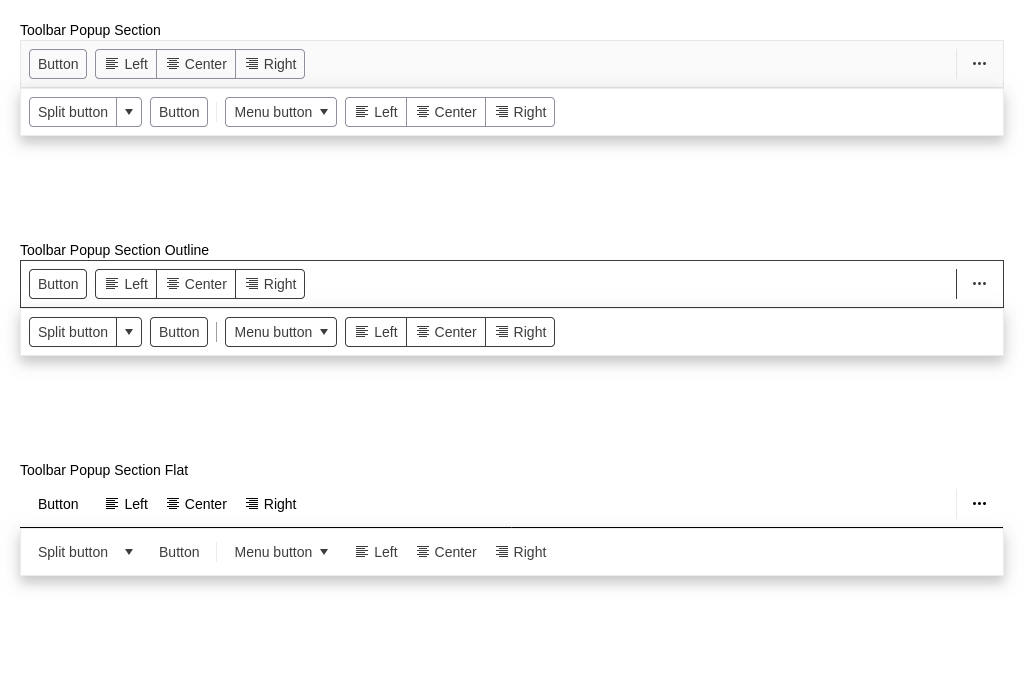 Toolbar Popup Section
Button Left Center Right
Split button Button Menu button Left Center Right
Toolbar Popup Section Outline
Button Left Center Right
Split button Button Menu button Left Center Right
Toolbar Popup Section Flat
Button Left Center Right
Split button Button Menu button Left Center Right